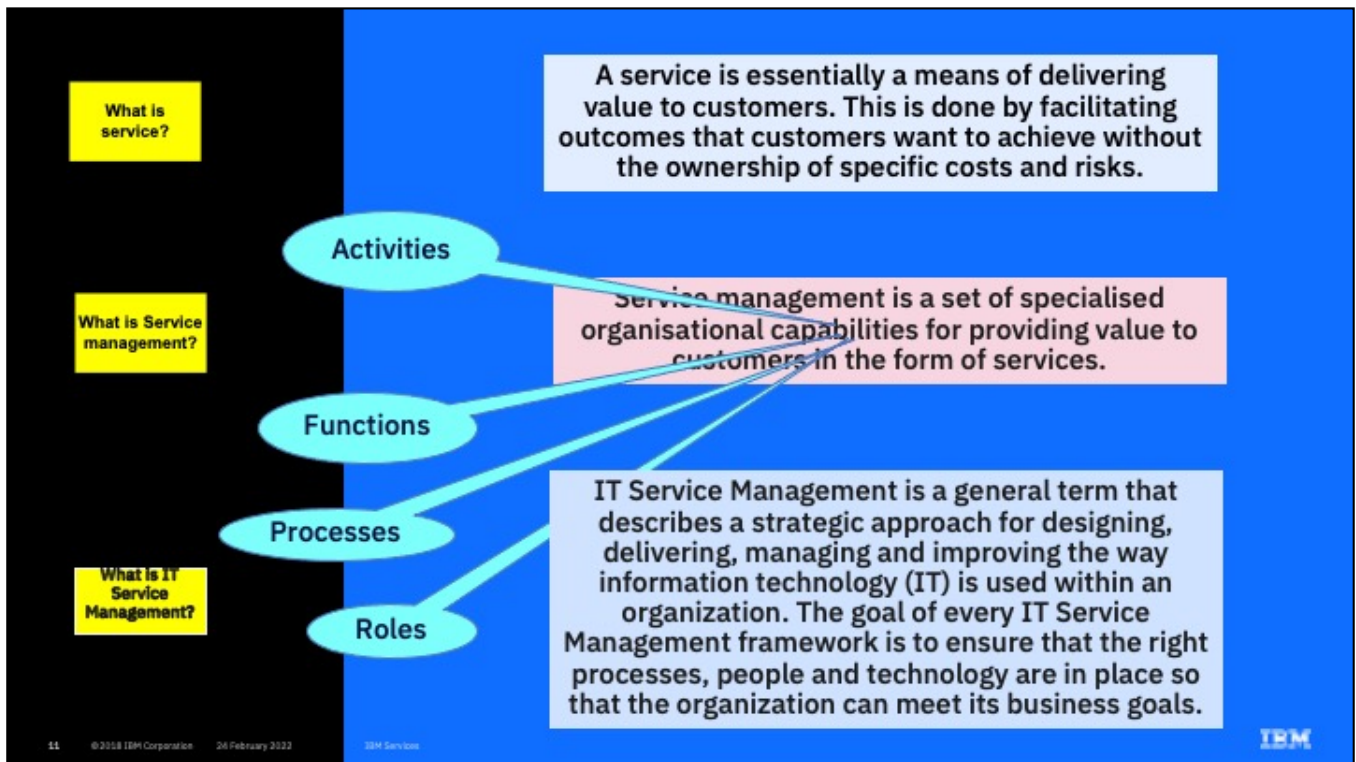 What is
service?
A service is essentially a means of delivering
value to customers. This is done by facilitating
outcomes that customers want to achieve without
the ownership of specific costs and risks.
Activities
What is Service
management?
Service management is a set of specialised
organisational capabilities for providing value to
customers in the form of services.
Functions
Processes
Roles
What is IT
Service
Management?
IT Service Management is a general term that
describes a strategic approach for designing,
delivering, managing and improving the way
information technology (IT) is used within an
organization. The goal of every IT Service
Management framework is to ensure that the right
processes, people and technology are in place so
that the organization can meet its business goals.
11 ©2018 IBM Corporation 24 February 2022 IBM Services
IBM